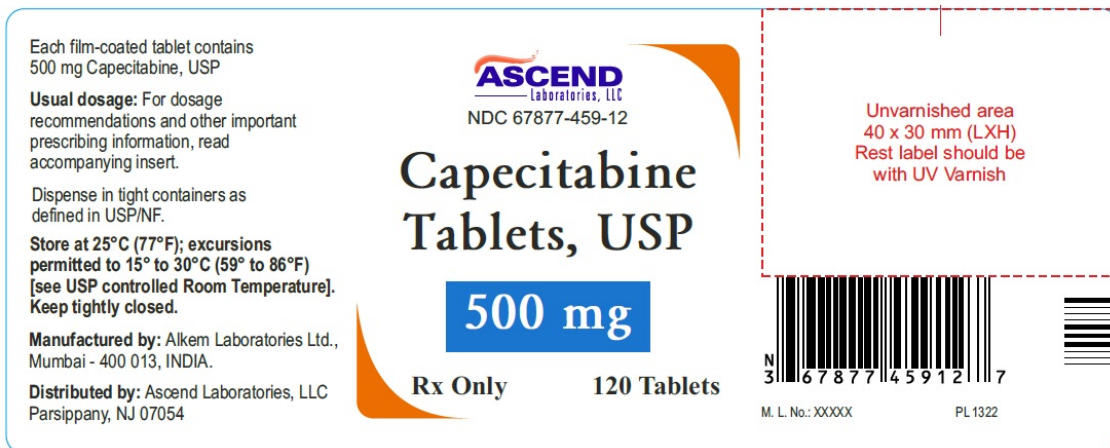 Each film-coated tablet contains
500 mg Capecitabine, USP
Usual dosage: For dosage
recommendations and other important
prescribing information, read
accompanying insert.
Dispense in tight containers as
defined in USP/NF.
Store at 25°C (77°F); excursions
permitted to 15° to 30°C (59° to 86°F)
[see USP controlled Room Temperature].
Keep tightly closed.
Manufactured by: Alkem Laboratories Ltd.,
Mumbai - 400 013, INDIA.
Distributed by: Ascend Laboratories, LLC
Parsippany, NJ 07054
ASCEND
Laboratories, LLC
NDC 67877-459-12
Capecitabine
Tablets, USP
500 mg
Rx Only 120 Tablets
Unvarnished area
40 x 30 mm (LXH)
Rest label should be
with UV Varnish
N
3 67877 45912 7
M. L. No.: XXXXX PL1322